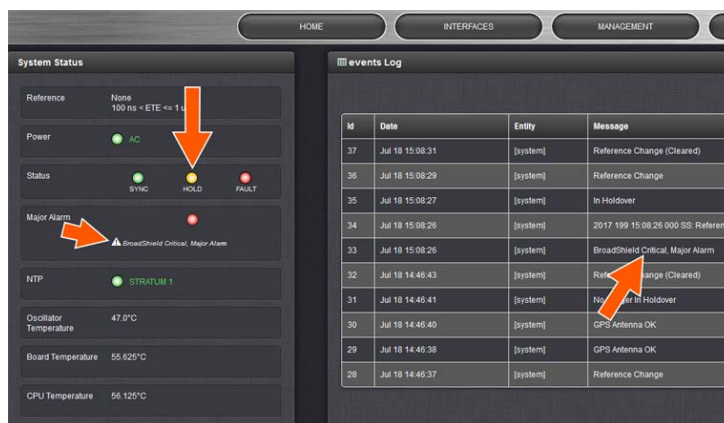 HOME INTERFACES MANAGEMENT
System Status
Reference None
100 ns < ETE <= 1 u
Power AC
Status SYNC HOLD FAULT
Major Alarm
BroadShield Critical, Major Alarm
NTP STRATUM 1
Oscillator Temperature 47.0°C
Board Temperature 55.625°C
CPU Temperature 56.125°C
events Log
Id Date Entity Message
37 Jul 18 15:08:31 [system] Reference Change (Cleared)
36 Jul 18 15:08:29 [system] Reference Change
35 Jul 18 15:08:27 [system] In Holdover
34 Jul 18 15:08:26 [system] 2017 199 15:08:26 000 SS: Referen
33 Jul 18 15:08:26 [system] BroadShield Critical, Major Alarm
32 Jul 18 14:46:43 [system] Change (Cleared)
31 Jul 18 14:46:41 [system] In Holdover
30 Jul 18 14:46:40 [system] GPS Antenna OK
29 Jul 18 14:46:38 [system] GPS Antenna OK
28 Jul 18 14:46:37 [system] Reference Change